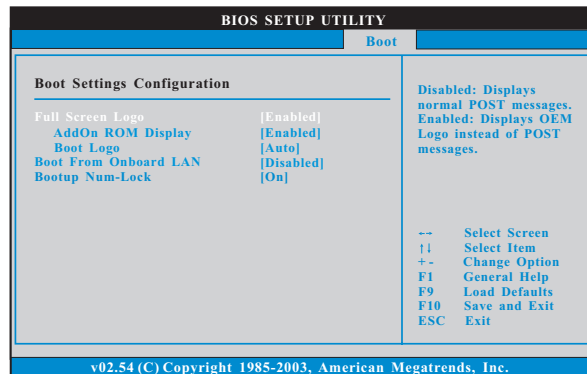 BIOS SETUP UTILITY
Boot
Boot Settings Configuration
Full Screen Logo [Enabled]
AddOn ROM Display [Enabled]
Boot Logo [Auto]
Boot From Onboard LAN [Disabled]
Bootup Num-Lock [On]
Disabled: Displays
normal POST messages.
Enabled: Displays OEM
Logo instead of POST
messages.
←→ Select Screen
↑↓ Select Item
+ - Change Option
F1 General Help
F9 Load Defaults
F10 Save and Exit
ESC Exit
v02.54 (C) Copyright 1985-2003, American Megatrends, Inc.